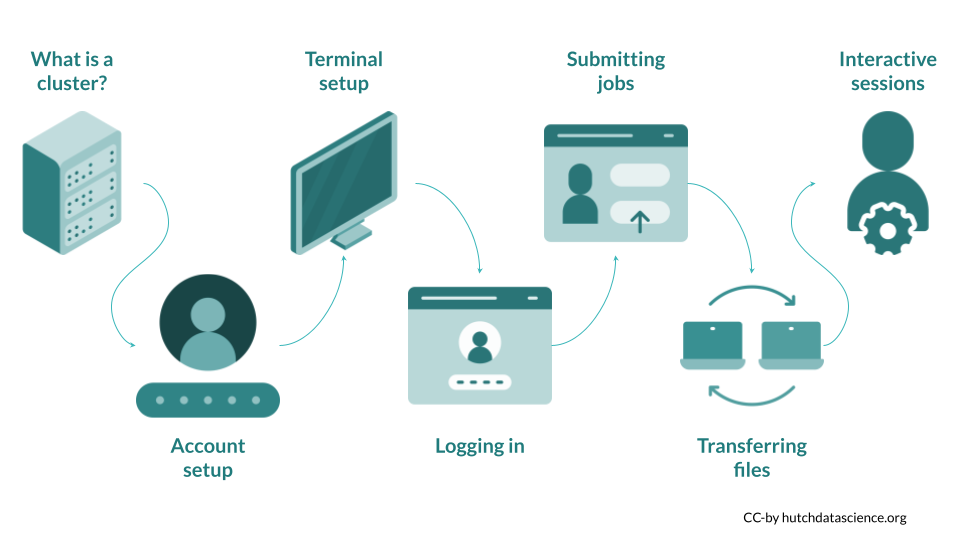 What is a
cluster?
Terminal
setup
Submitting
jobs
Interactive
sessions
Account
setup
Logging in
Transferring
files
CC-by hutchdatascience.org